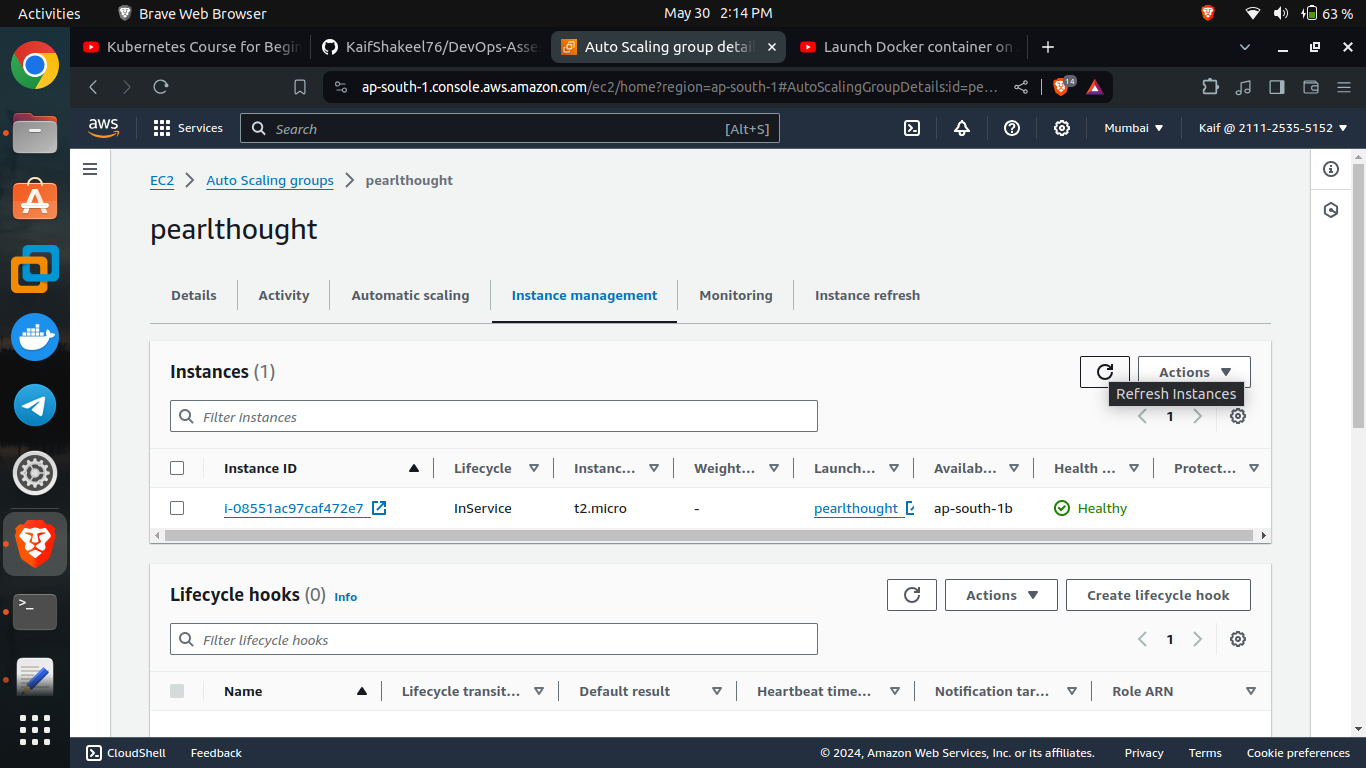 Activities Brave Web Browser May 30 2:14 PM 63 %
Kubernetes Course for Begin KaifShakeel76/DevOps-Asse Auto Scaling group detai Launch Docker container on
ap-south-1.console.aws.amazon.com/ec2/home?region=ap-south-1#AutoScalingGroupDetails:id=pe... 14
aws Services Search [Alt+S] Mumbai Kaif @ 2111-2535-5152
EC2 Auto Scaling groups pearlthought
pearlthought
Details Activity Automatic scaling Instance management Monitoring Instance refresh
Instances (1) Actions
Refresh Instances
Filter instances 1
Instance ID Lifecycle Instanc... Weight... Launch... Availab... Health ... Protect...
i-08551ac97caf472e7 InService t2.micro - pearlthought ap-south-1b Healthy
Lifecycle hooks (0) Info Actions Create lifecycle hook
Filter lifecycle hooks 1
Name Lifecycle transit... Default result Heartbeat time... Notification tar... Role ARN
CloudShell Feedback © 2024, Amazon Web Services, Inc. or its affiliates. Privacy Terms Cookie preferences